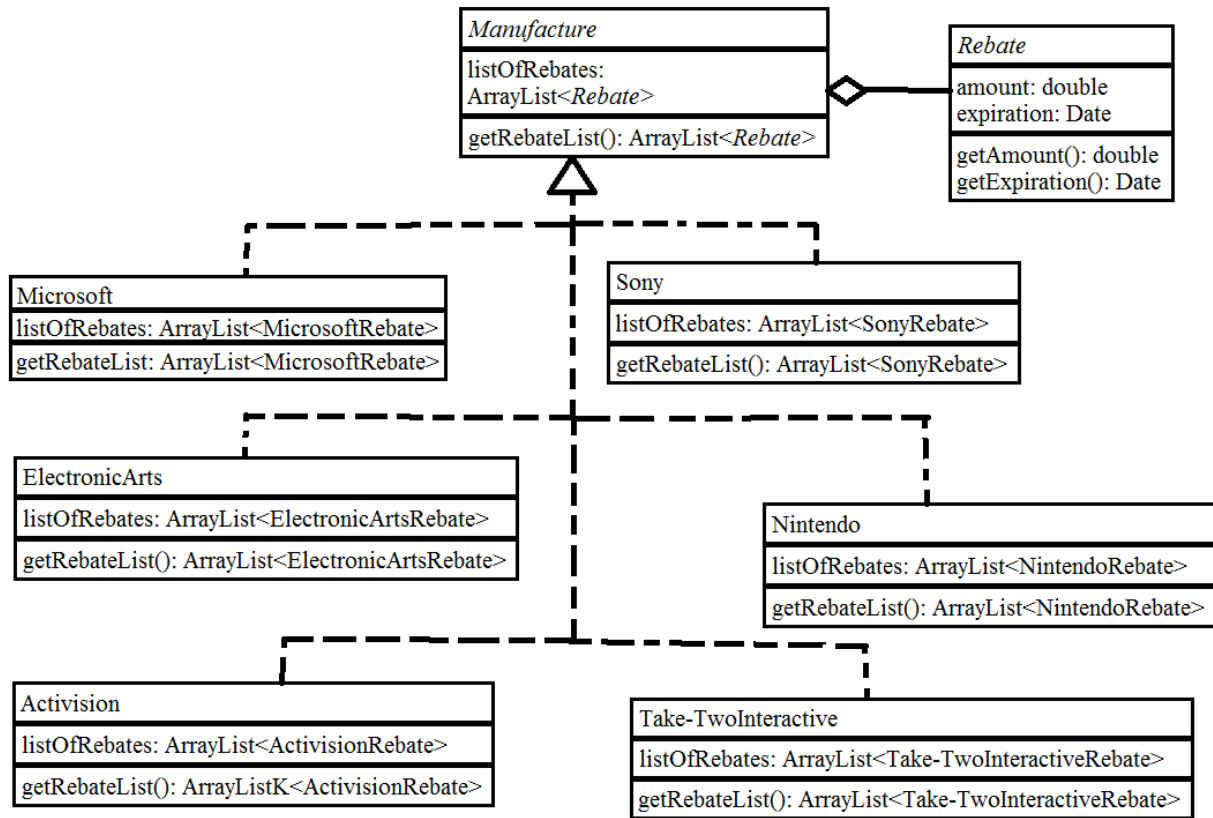 Manufacture
listOfRebates:
ArrayList<Rebate>
getRebateList(): ArrayList<Rebate>
Rebate
amount: double
expiration: Date
getAmount(): double
getExpiration(): Date
Microsoft
listOfRebates: ArrayList<MicrosoftRebate>
getRebateList: ArrayList<MicrosoftRebate>
Sony
listOfRebates: ArrayList<SonyRebate>
getRebateList(): ArrayList<SonyRebate>
ElectronicArts
listOfRebates: ArrayList<ElectronicArtsRebate>
getRebateList(): ArrayList<ElectronicArtsRebate>
Nintendo
listOfRebates: ArrayList<NintendoRebate>
getRebateList(): ArrayList<NintendoRebate>
Activision
listOfRebates: ArrayList<ActivisionRebate>
getRebateList(): ArrayListK<ActivisionRebate>
Take-TwoInteractive
listOfRebates: ArrayList<Take-TwoInteractiveRebate>
getRebateList(): ArrayList<Take-TwoInteractiveRebate>